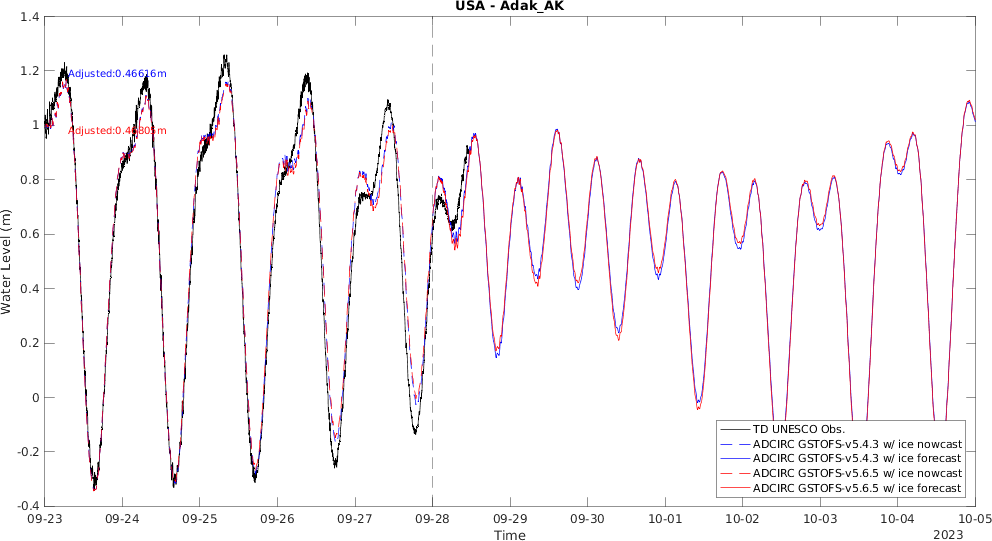 USA - Adak_AK
1.4
1.2
1
0.8
0.6
0.4
0.2
0
-0.2
-0.4
Water Level (m)
Adjusted:0.46616m
TD UNESCO Obs.
ADCIRC GSTOFS-v5.4.3 w/ ice nowcast
ADCIRC GSTOFS-v5.4.3 w/ ice forecast
ADCIRC GSTOFS-v5.6.5 w/ ice nowcast
ADCIRC GSTOFS-v5.6.5 w/ ice forecast
09-23 09-24 09-25 09-26 09-27 09-28 09-29 09-30 10-01 10-02 10-03 10-04 10-05
Time
2023